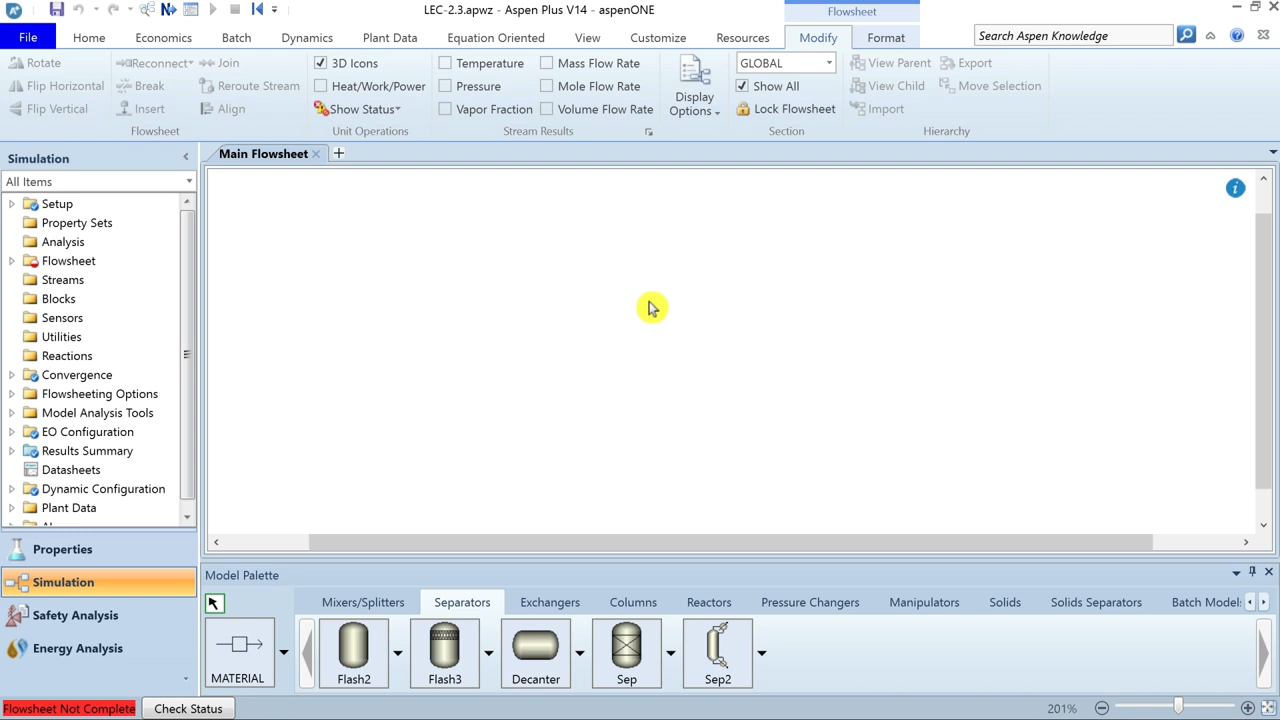 LEC-2.3.apwz - Aspen Plus V14 - aspenONE
Flowsheet
File Home Economics Batch Dynamics Plant Data Equation Oriented View Customize Resources Modify Format
Search Aspen Knowledge
Rotate Reconnect Join
Flip Horizontal Break Reroute Stream
Flip Vertical Insert Align
Flowsheet
3D Icons
Heat/Work/Power
Show Status
Unit Operations
Temperature Mass Flow Rate
Pressure Mole Flow Rate
Vapor Fraction Volume Flow Rate
Stream Results
Display
Options
GLOBAL
Show All
Lock Flowsheet
Section
View Parent Export
View Child Move Selection
Import
Hierarchy
Simulation
All Items
Setup
Property Sets
Analysis
Flowsheet
Streams
Blocks
Sensors
Utilities
Reactions
Convergence
Flowsheeting Options
Model Analysis Tools
EO Configuration
Results Summary
Datasheets
Dynamic Configuration
Plant Data
Properties
Simulation
Safety Analysis
Energy Analysis
Main Flowsheet
Model Palette
Mixers/Splitters Separators Exchangers Columns Reactors Pressure Changers Manipulators Solids Solids Separators Batch Model
MATERIAL Flash2 Flash3 Decanter Sep Sep2
Flowsheet Not Complete Check Status 201%